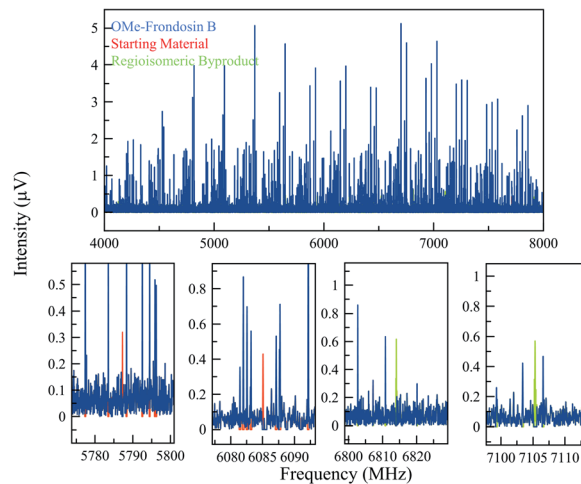 OMe-Frondosin B
Starting Material
Regioisomeric Byproduct
5
4
3
2
1
0
4000 5000 6000 7000 8000
Intensity (µV)
0.5
0.4
0.3
0.2
0.1
0
5780 5790 5800
0.8
0.6
0.4
0.2
0
6080 6085 6090
1
0.8
0.6
0.4
0.2
0
6800 6810 6820
1
0.8
0.6
0.4
0.2
0
7100 7105 7110
Frequency (MHz)